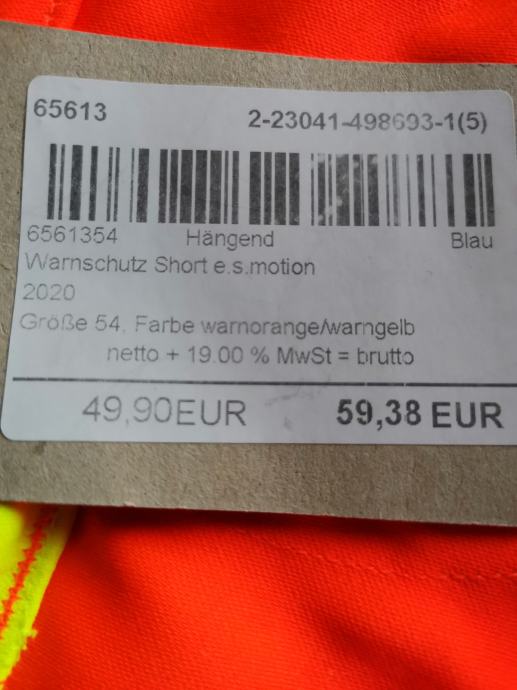 65613 2-23041-498693-1(5)
6561354 Hängend Blau
Warnschutz Short e.s.motion
2020
Größe 54, Farbe warnorange/warngelb
netto + 19.00 % MwSt = brutto
49,90EUR 59,38 EUR